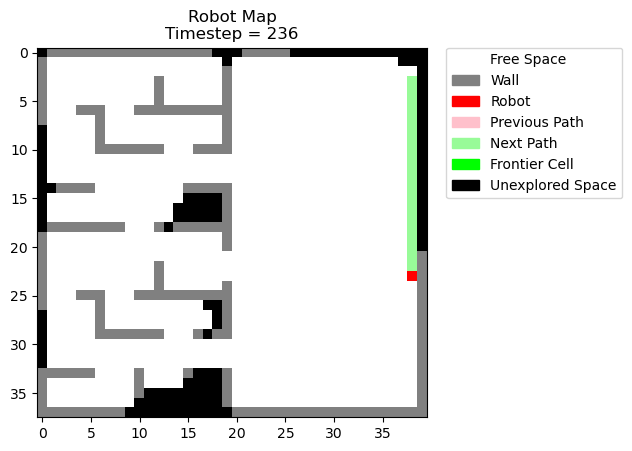 Robot Map
Timestep = 236
Free Space
Wall
Robot
Previous Path
Next Path
Frontier Cell
Unexplored Space
0
5
10
15
20
25
30
35
0
5
10
15
20
25
30
35